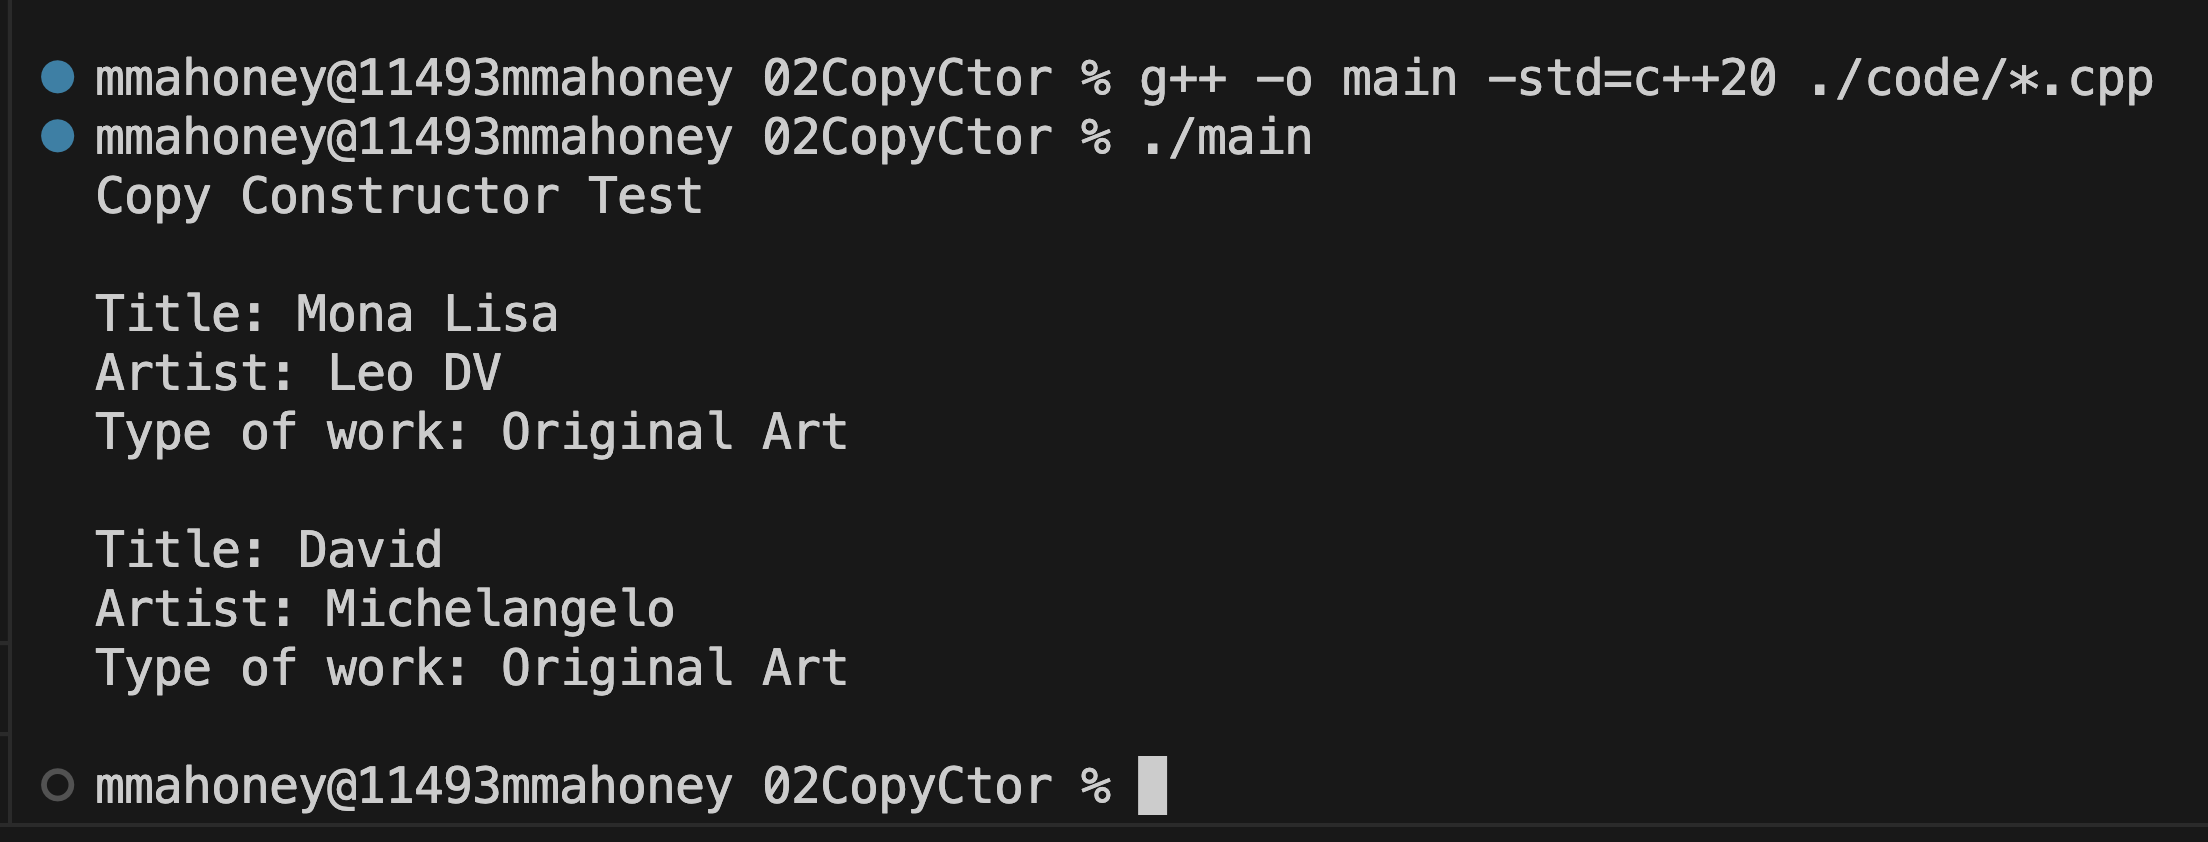 mmahoney@11493mmahoney 02CopyCtor % g++ -o main -std=c++20 ./code/*.cpp
mmahoney@11493mmahoney 02CopyCtor % ./main
Copy Constructor Test
Title: Mona Lisa
Artist: Leo DV
Type of work: Original Art
Title: David
Artist: Michelangelo
Type of work: Original Art
mmahoney@11493mmahoney 02CopyCtor %